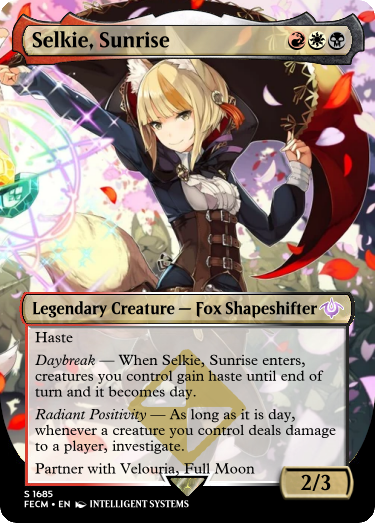 Selkie, Sunrise
Legendary Creature — Fox Shapeshifter
Haste
Daybreak — When Selkie, Sunrise enters,
creatures you control gain haste until end of
turn and it becomes day.
Radiant Positivity — As long as it is day,
whenever a creature you control deals damage
to a player, investigate.
Partner with Velouria, Full Moon
2/3
S 1685
FECM • EN INTELLIGENT SYSTEMS